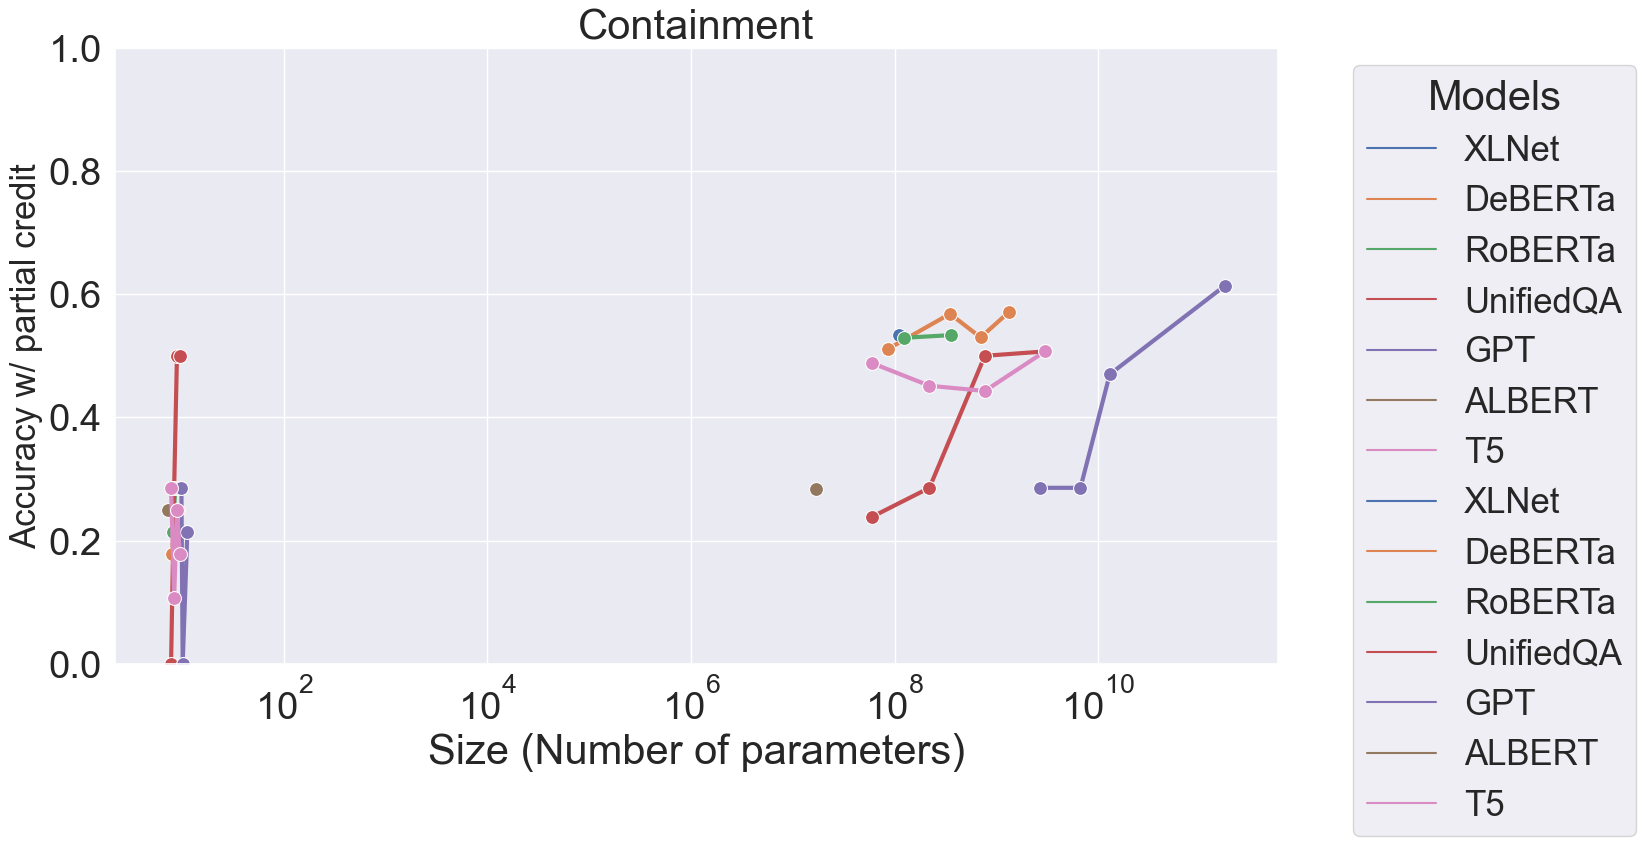 Containment
1.0
0.8
0.6
0.4
0.2
0.0
Accuracy w/ partial credit
10^2
10^4
10^6
10^8
10^10
Size (Number of parameters)
Models
XLNet
DeBERTa
RoBERTa
UnifiedQA
GPT
ALBERT
T5
XLNet
DeBERTa
RoBERTa
UnifiedQA
GPT
ALBERT
T5